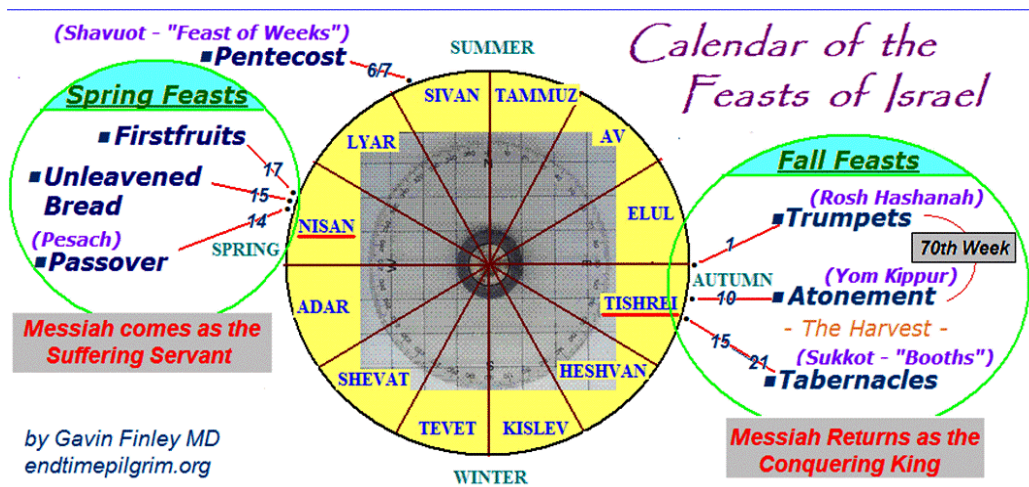 Calendar of the
Feasts of Israel
(Shavuot - "Feast of Weeks")
Pentecost
6/7
Spring Feasts
Firstfruits
17
Unleavened
Bread
15
14
(Pesach)
Passover
Messiah comes as the
Suffering Servant
SUMMER
SPRING
AUTUMN
WINTER
SIVAN
TAMMUZ
LYAR
AV
NISAN
ELUL
ADAR
TISHREI
SHEVAT
HESHVAN
TEVET
KISLEV
N
W
E
S
Fall Feasts
(Rosh Hashanah)
Trumpets
1
70th Week
(Yom Kippur)
Atonement
10
- The Harvest -
(Sukkot - "Booths")
Tabernacles
15
21
Messiah Returns as the
Conquering King
by Gavin Finley MD
endtimepilgrim.org